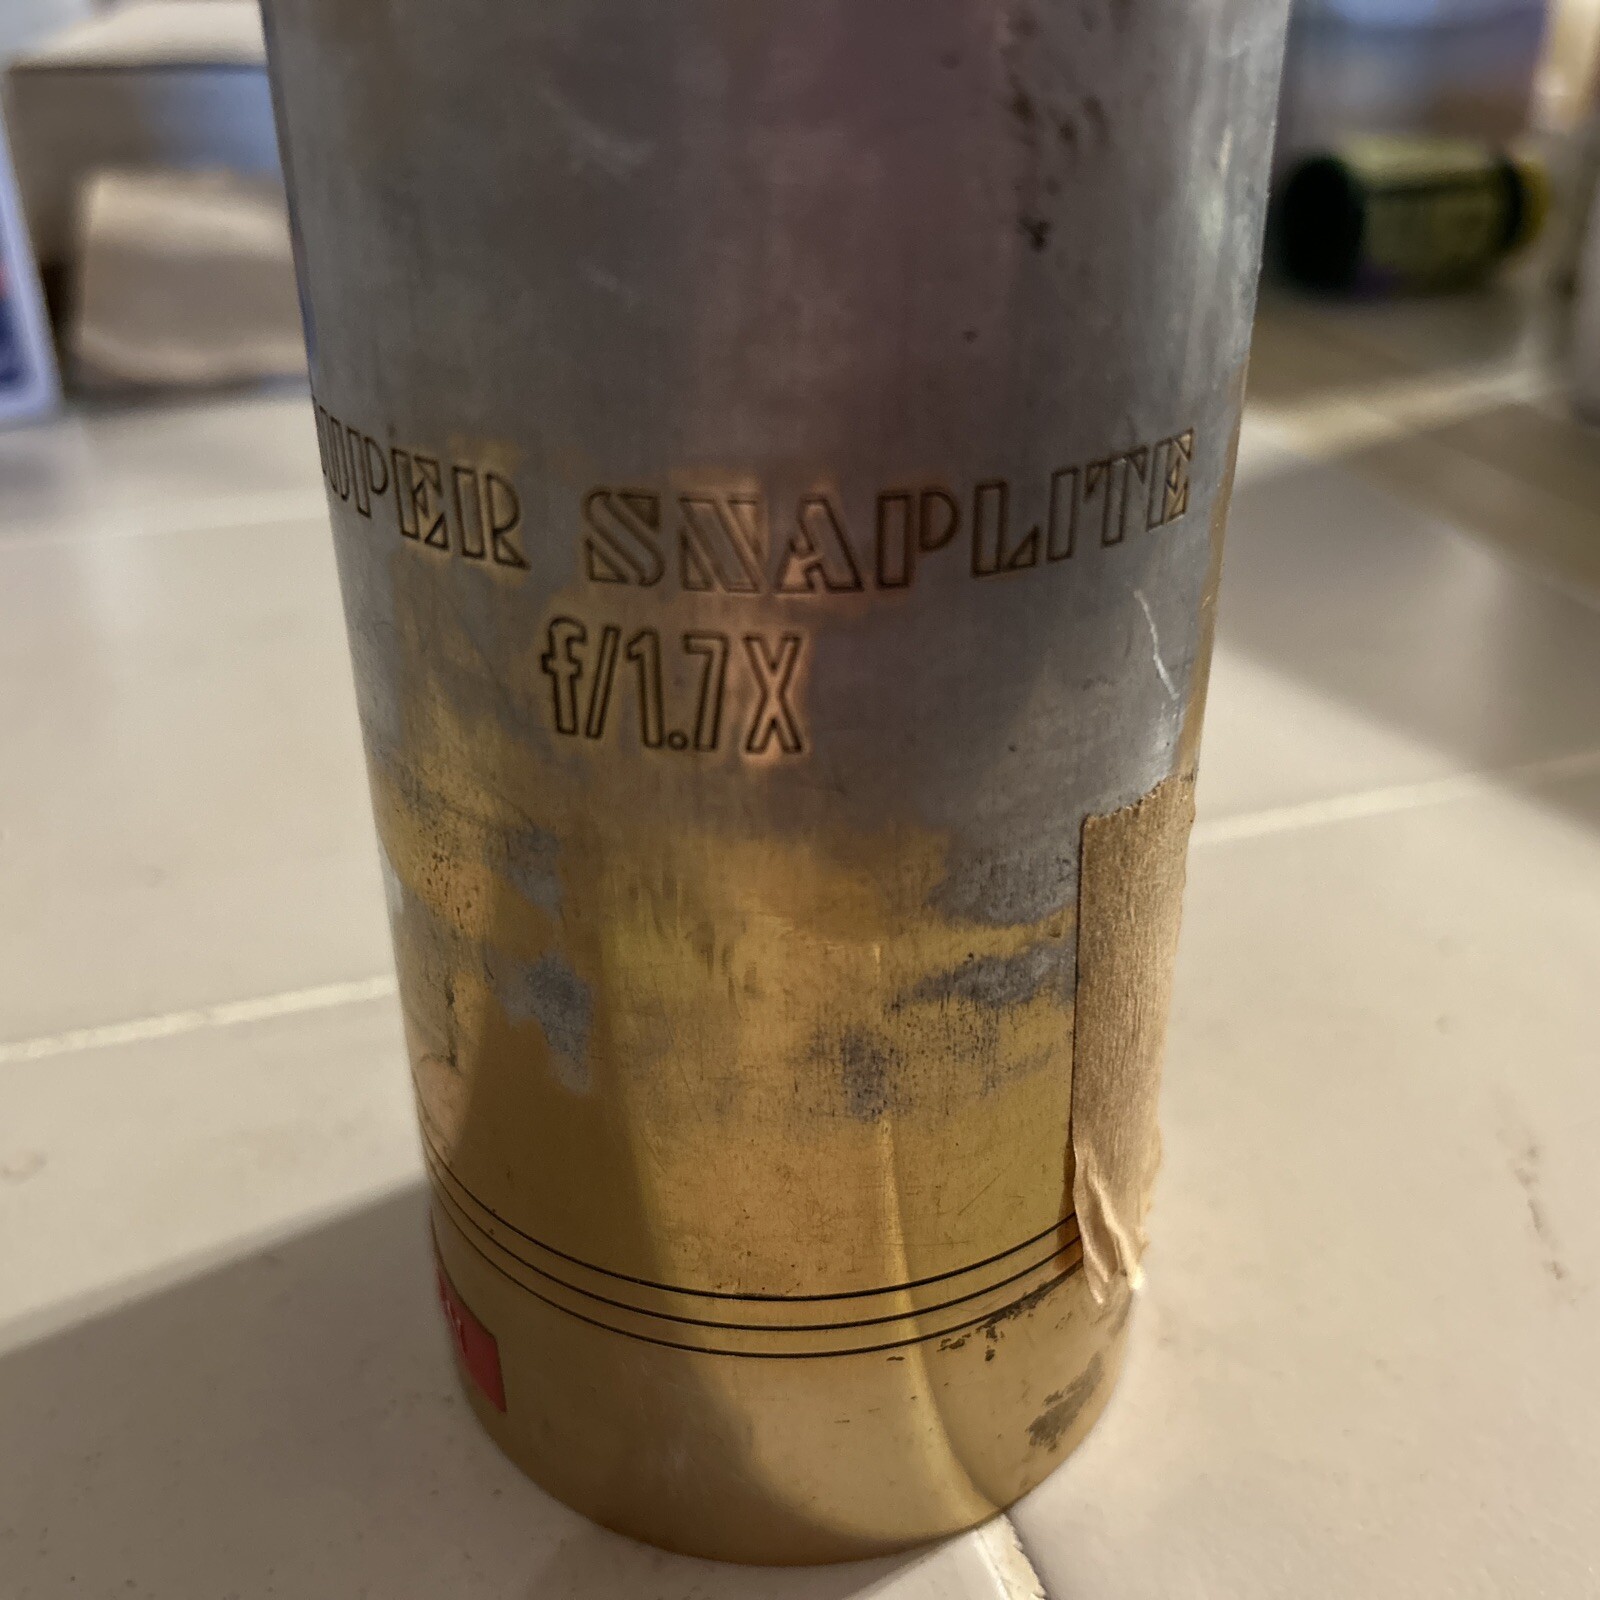 UPER SNAPLITE
f/1.7X